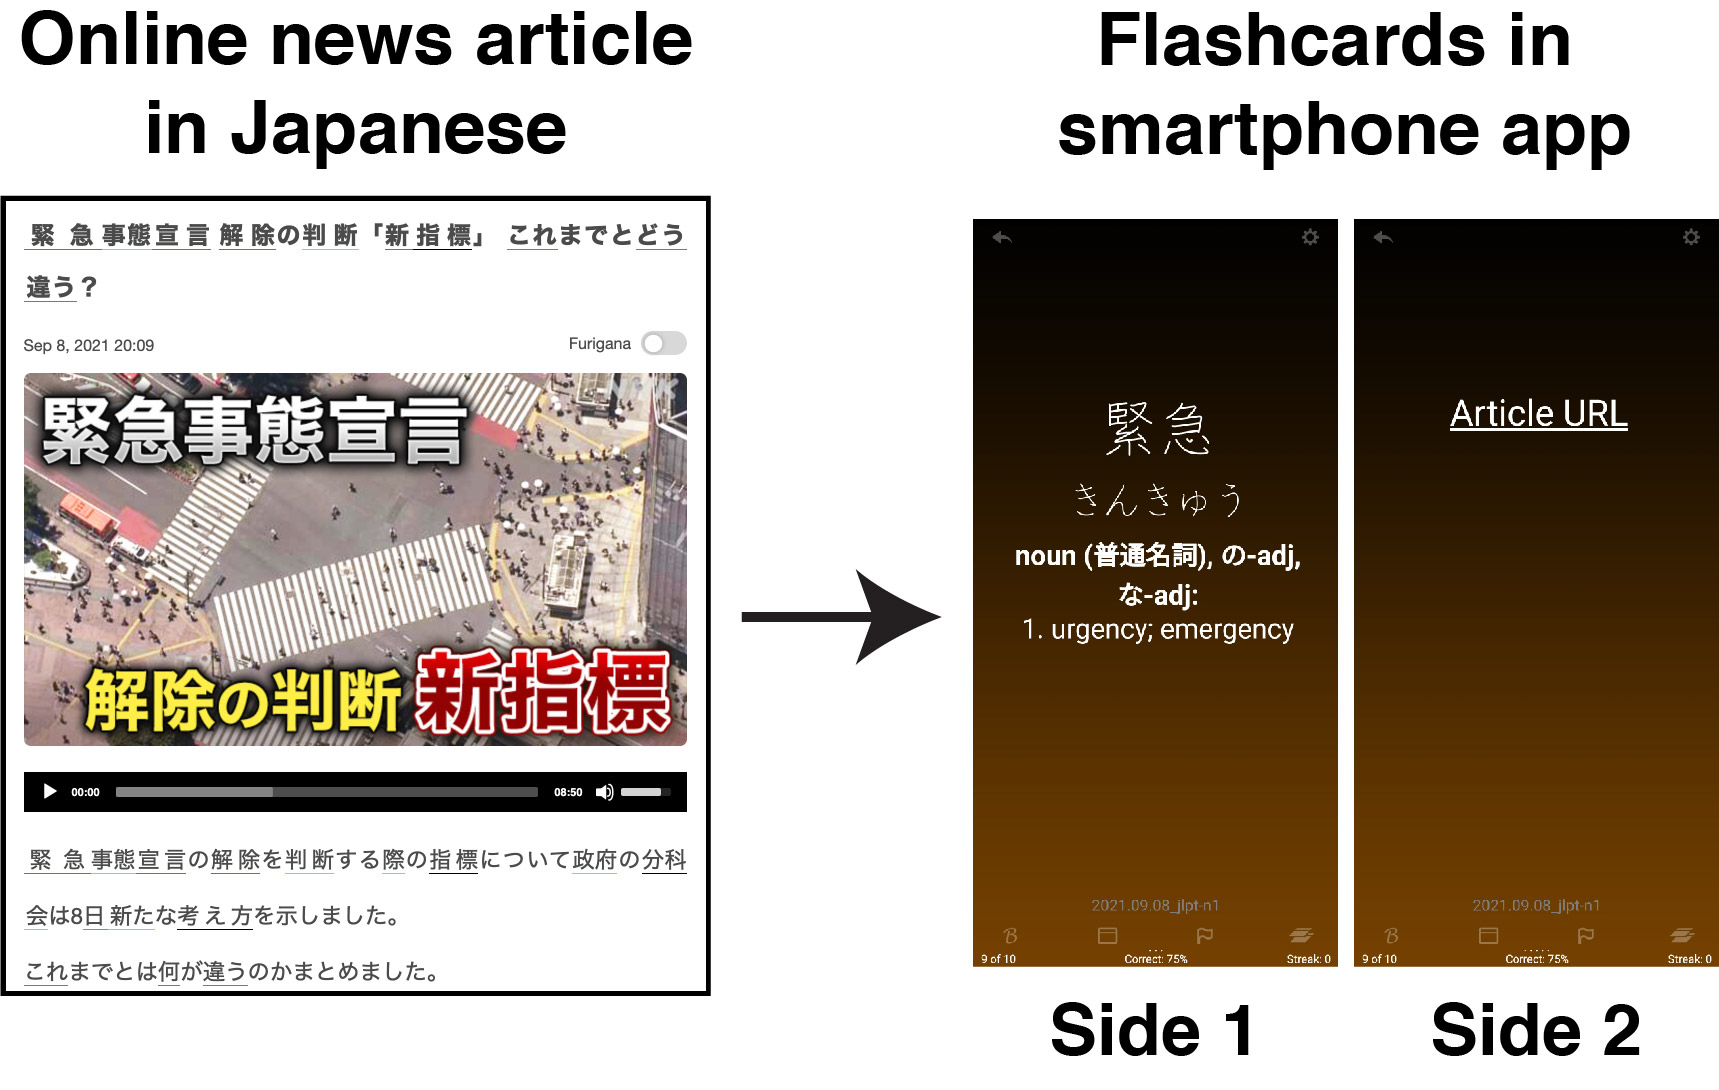 Online news article
in Japanese
緊急事態宣言 解除の判断「新指標」 これまでとどう
違う？
Sep 8, 2021 20:09
Furigana
緊急事態宣言
解除の判断 新指標
00:00
08:50
緊急事態宣言の解除を判断する際の指標について政府の分科
会は8日新たな考え方を示しました。
これまでとは何が違うのかまとめました。
Flashcards in
smartphone app
緊急
きんきゅう
noun (普通名詞), の-adj,
な-adj:
1. urgency; emergency
2021.09.08_jlpt-n1
9 of 10
Correct: 75%
Streak: 0
Side 1
Article URL
2021.09.08_jlpt-n1
9 of 10
Correct: 75%
Streak: 0
Side 2